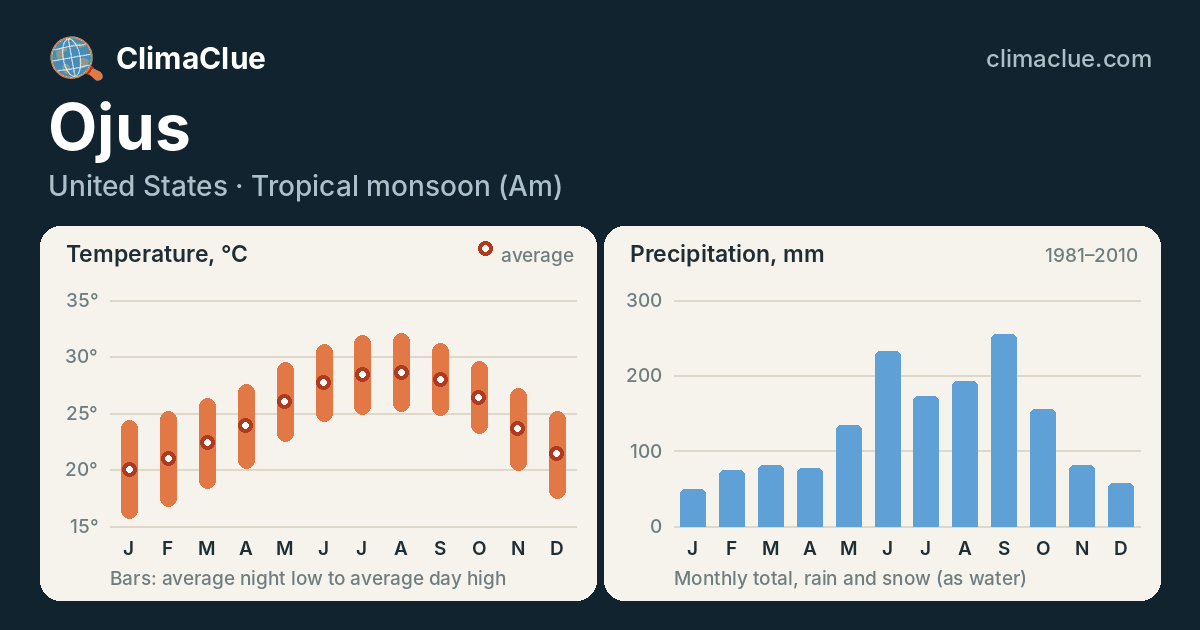 ClimaClue
climaclue.com
Ojus
United States · Tropical monsoon (Am)
Temperature, °C
average
35°
30°
25°
20°
15°
J F M A M J J A S O N D
Bars: average night low to average day high
Precipitation, mm
1981–2010
300
200
100
0
J F M A M J J A S O N D
Monthly total, rain and snow (as water)